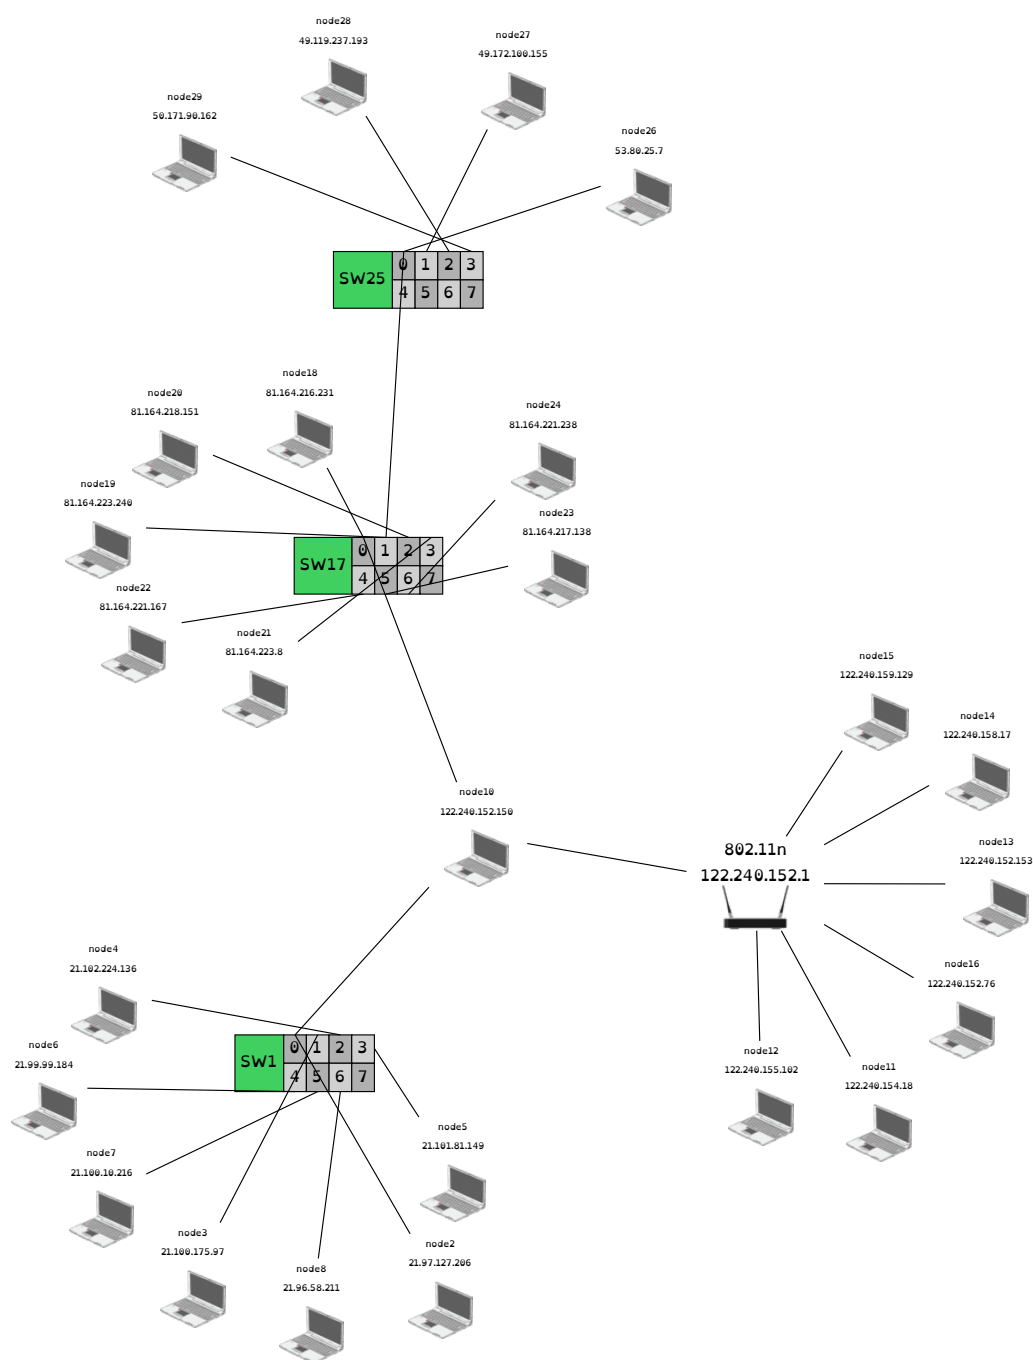 node28
49.119.237.193
node27
49.172.100.155
node29
50.171.90.162
node26
53.80.25.7
SW25
0 1 2 3
4 5 6 7
node18
81.164.216.231
node20
81.164.218.151
node24
81.164.221.238
node19
81.164.223.240
node23
81.164.217.138
SW17
0 1 2 3
4 5 6 7
node22
81.164.221.167
node21
81.164.223.8
node15
122.240.159.129
node14
122.240.158.17
node10
122.240.152.150
802.11n
122.240.152.1
node13
122.240.152.153
node4
21.102.224.136
node16
122.240.152.76
node6
21.99.99.184
SW1
0 1 2 3
4 5 6 7
node12
122.240.155.102
node11
122.240.154.18
node5
21.101.81.149
node7
21.100.10.216
node3
21.100.175.97
node2
21.97.127.206
node8
21.96.58.211